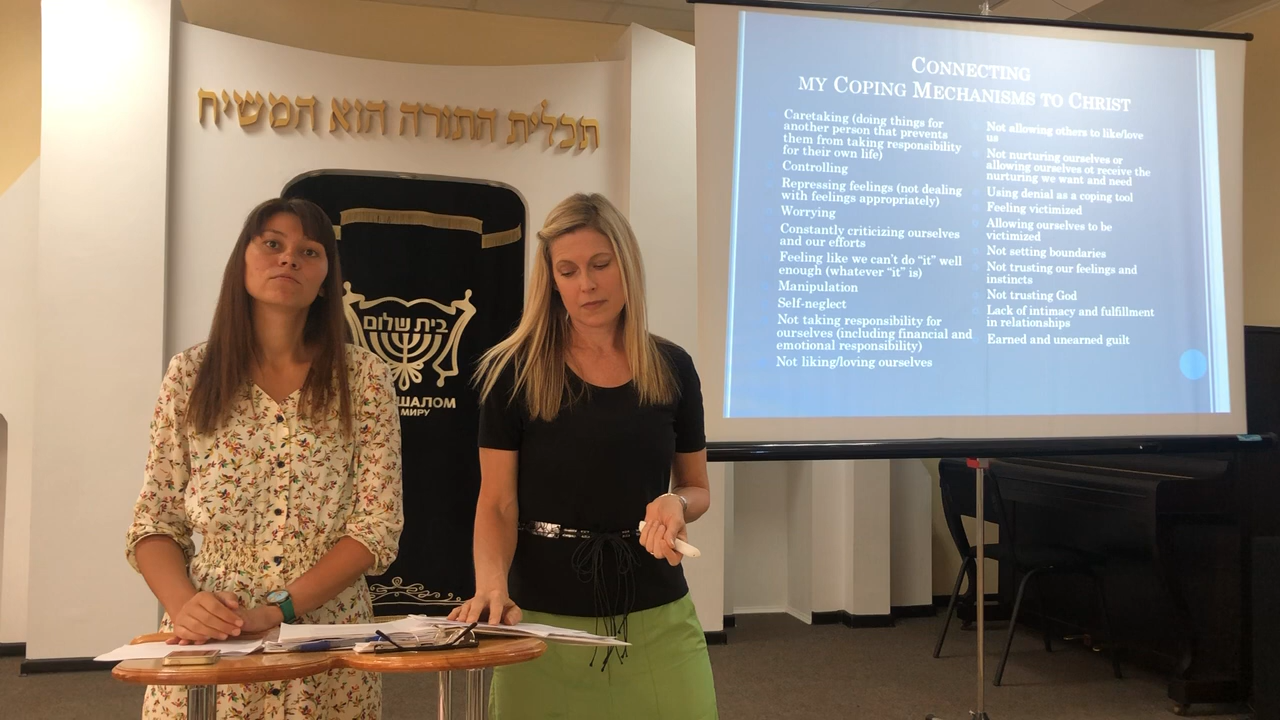 תכלית התורה הוא המשיח
בית שלום
ШАЛОМ
МИРУ
CONNECTING
MY COPING MECHANISMS TO CHRIST
Caretaking (doing things for
another person that prevents
them from taking responsibility
for their own life)
Controlling
Repressing feelings (not dealing
with feelings appropriately)
Worrying
Constantly criticizing ourselves
and our efforts
Feeling like we can't do "it" well
enough (whatever "it" is)
Manipulation
Self-neglect
Not taking responsibility for
ourselves (including financial and
emotional responsibility)
Not liking/loving ourselves
Not allowing others to like/love
us
Not nurturing ourselves or
allowing ourselves ot receive the
nurturing we want and need
Using denial as a coping tool
Feeling victimized
Allowing ourselves to be
victimized
Not setting boundaries
Not trusting our feelings and
instincts
Not trusting God
Lack of intimacy and fulfillment
in relationships
Earned and unearned guilt